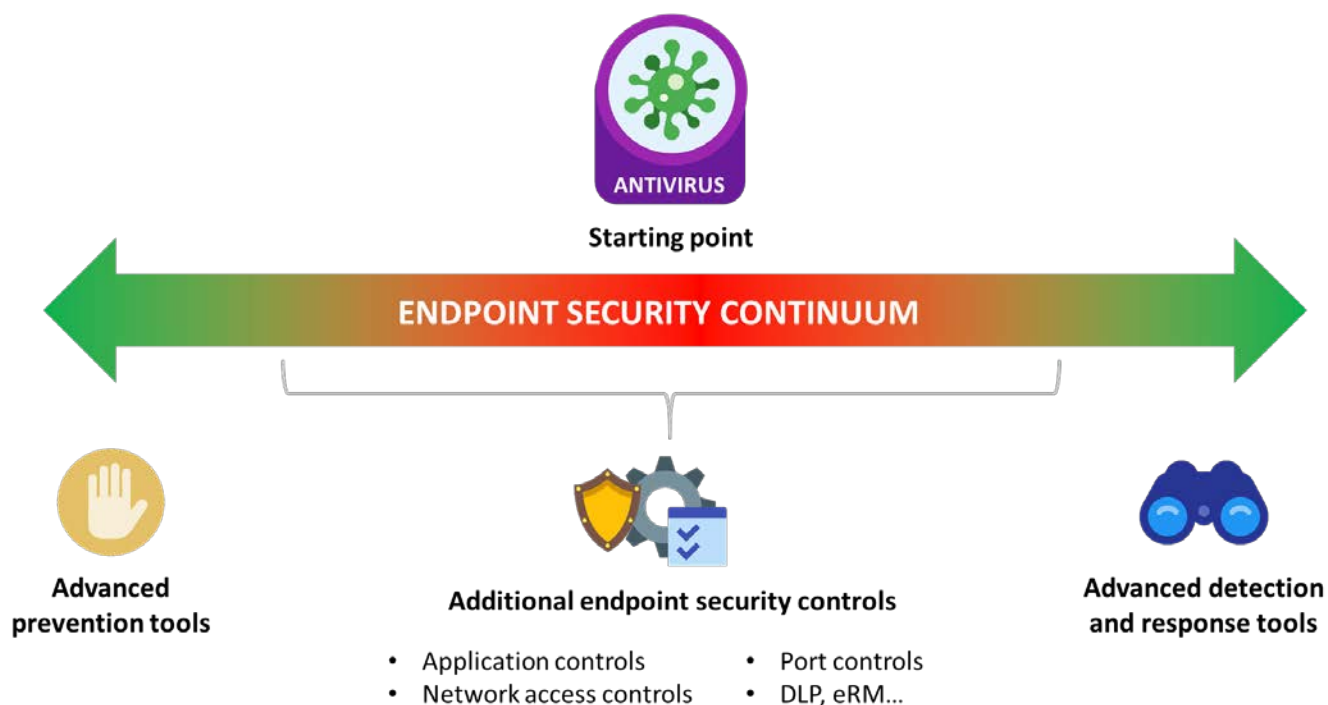 ANTIVIRUS
Starting point
ENDPOINT SECURITY CONTINUUM
Advanced
prevention tools
Additional endpoint security controls
• Application controls
• Network access controls
• Port controls
• DLP, eRM...
Advanced detection
and response tools